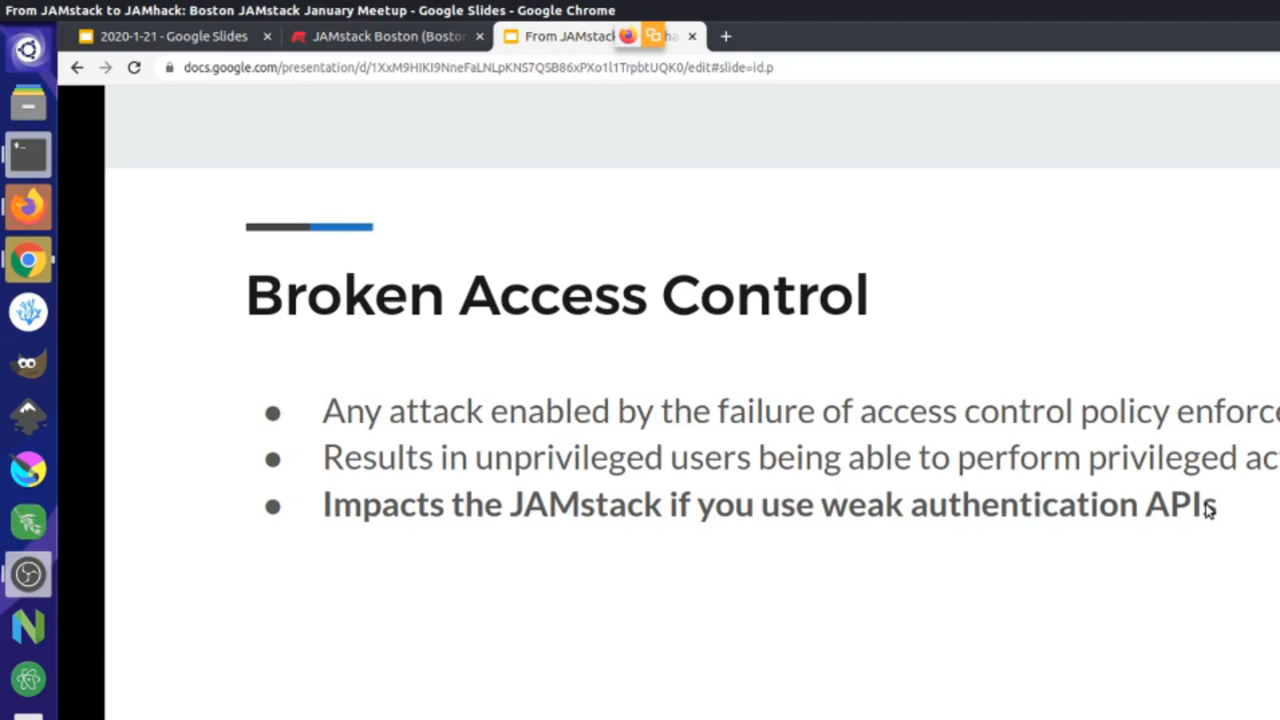 From JAMstack to JAMhack: Boston JAMstack January Meetup - Google Slides - Google Chrome
2020-1-21 - Google Slides
JAMstack Boston (Bosto
From JAMstac
docs.google.com/presentation/d/1XxM9HIKI9NneFaLNLpKNS7QSB86xPXo1l1TrpbtUQK0/edit#slide=id.p
Broken Access Control
● Any attack enabled by the failure of access control policy enforce
● Results in unprivileged users being able to perform privileged ac
● Impacts the JAMstack if you use weak authentication APIs